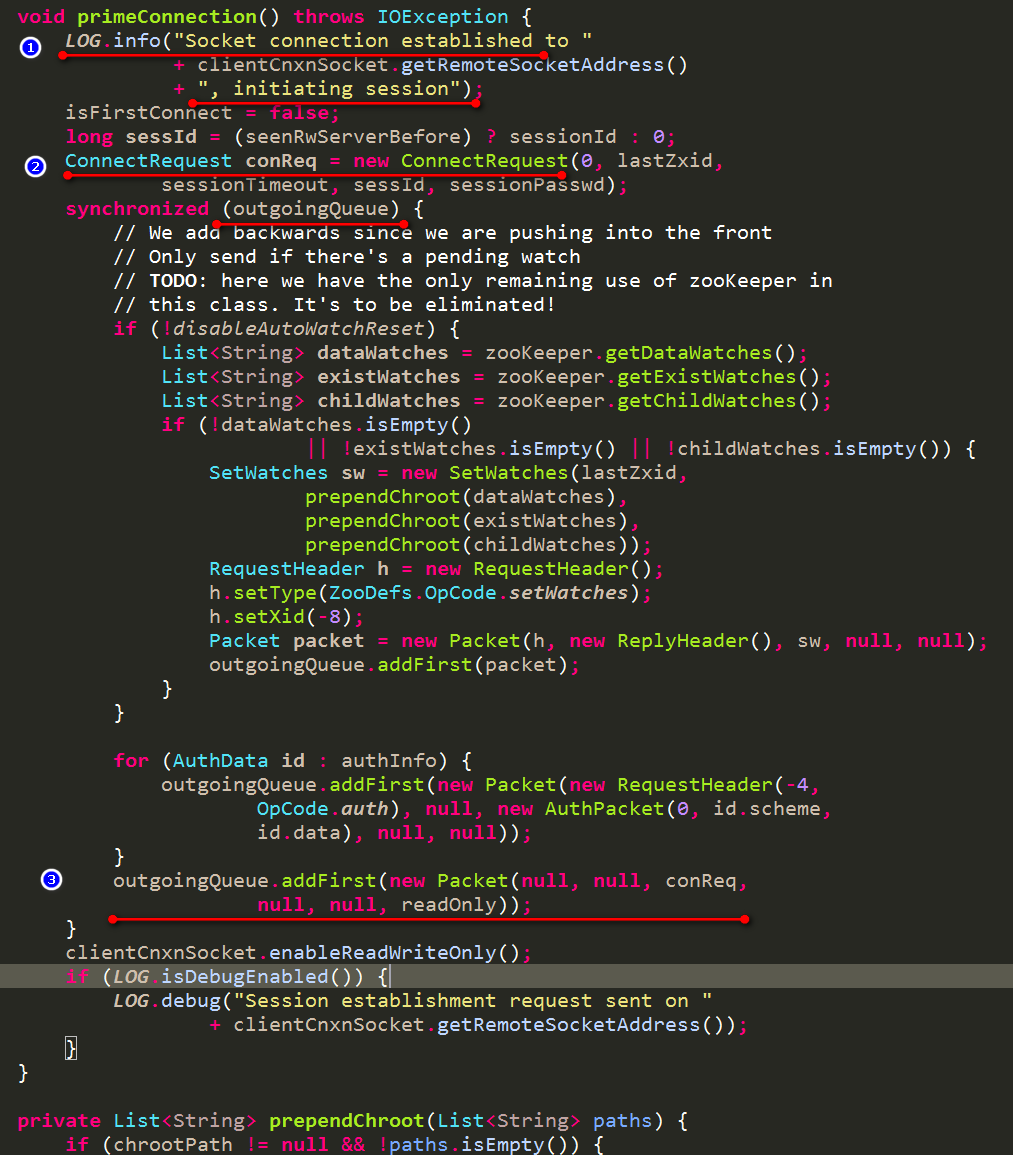 void primeConnection() throws IOException {
① LOG.info("Socket connection established to "
+ clientCnxnSocket.getRemoteSocketAddress()
+ ", initiating session");
isFirstConnect = false;
long sessId = (seenRwServerBefore) ? sessionId : 0;
② ConnectRequest conReq = new ConnectRequest(0, lastZxid,
sessionTimeout, sessId, sessionPasswd);
synchronized (outgoingQueue) {
// We add backwards since we are pushing into the front
// Only send if there's a pending watch
// TODO: here we have the only remaining use of zooKeeper in
// this class. It's to be eliminated!
if (!disableAutoWatchReset) {
List<String> dataWatches = zooKeeper.getDataWatches();
List<String> existWatches = zooKeeper.getExistWatches();
List<String> childWatches = zooKeeper.getChildWatches();
if (!dataWatches.isEmpty()
|| !existWatches.isEmpty() || !childWatches.isEmpty()) {
SetWatches sw = new SetWatches(lastZxid,
prependChroot(dataWatches),
prependChroot(existWatches),
prependChroot(childWatches));
RequestHeader h = new RequestHeader();
h.setType(ZooDefs.OpCode.setWatches);
h.setXid(-8);
Packet packet = new Packet(h, new ReplyHeader(), sw, null, null);
outgoingQueue.addFirst(packet);
}
}
for (AuthData id : authInfo) {
outgoingQueue.addFirst(new Packet(new RequestHeader(-4,
OpCode.auth), null, new AuthPacket(0, id.scheme,
id.data), null, null));
}
③ outgoingQueue.addFirst(new Packet(null, null, conReq,
null, null, readOnly));
}
clientCnxnSocket.enableReadWriteOnly();
if (LOG.isDebugEnabled()) {
LOG.debug("Session establishment request sent on "
+ clientCnxnSocket.getRemoteSocketAddress());
}
}
private List<String> prependChroot(List<String> paths) {
if (chrootPath != null && !paths.isEmpty()) {